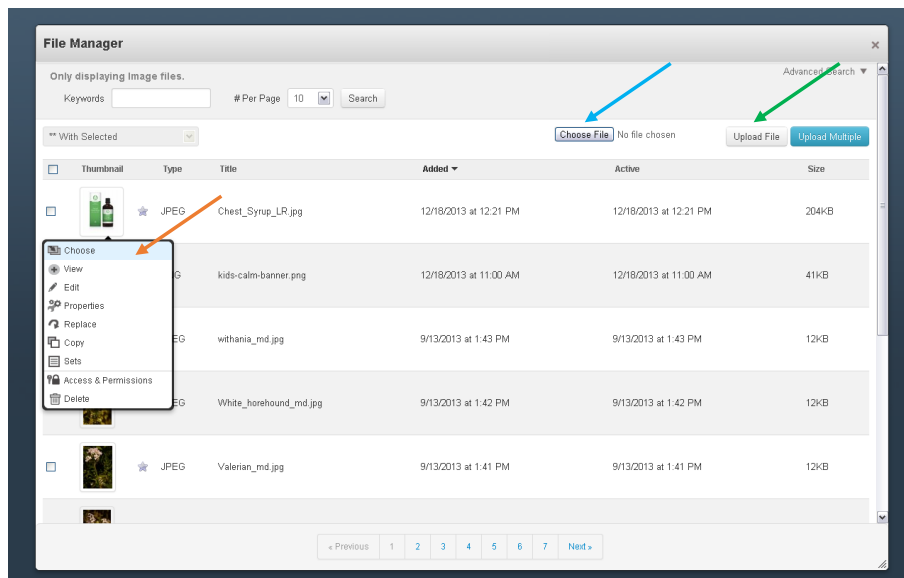 File Manager
×
Only displaying Image files.
Advanced Search ▼
Keywords # Per Page 10 Search
** With Selected Choose File No file chosen Upload File Upload Multiple
Thumbnail Type Title Added ▼ Active Size
JPEG Chest_Syrup_LR.jpg 12/18/2013 at 12:21 PM 12/18/2013 at 12:21 PM 204KB
Choose
View
G kids-calm-banner.png 12/18/2013 at 11:00 AM 12/18/2013 at 11:00 AM 41KB
Edit
Properties
Replace
EG withania_md.jpg 9/13/2013 at 1:43 PM 9/13/2013 at 1:43 PM 12KB
Copy
Sets
Access & Permissions
Delete
EG White_horehound_md.jpg 9/13/2013 at 1:42 PM 9/13/2013 at 1:42 PM 12KB
JPEG Valerian_md.jpg 9/13/2013 at 1:41 PM 9/13/2013 at 1:41 PM 12KB
« Previous 1 2 3 4 5 6 7 Next »